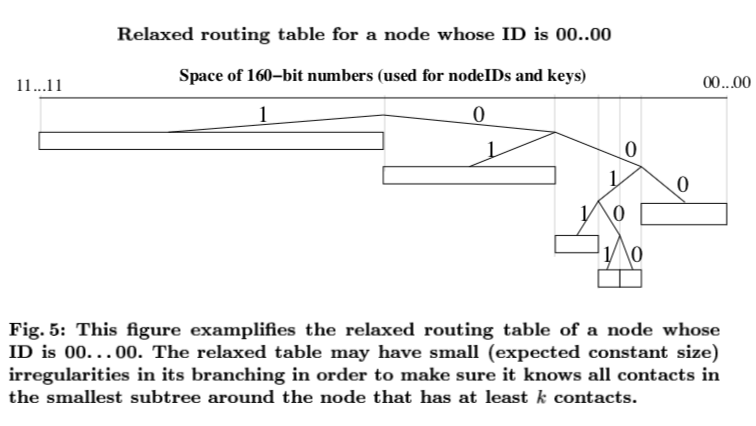 Relaxed routing table for a node whose ID is 00..00
Space of 160−bit numbers (used for nodeIDs and keys)
11...11
00...00
1
0
1
0
1
0
1
0
1
0
Fig. 5: This figure examplifies the relaxed routing table of a node whose
ID is 00...00. The relaxed table may have small (expected constant size)
irregularities in its branching in order to make sure it knows all contacts in
the smallest subtree around the node that has at least k contacts.